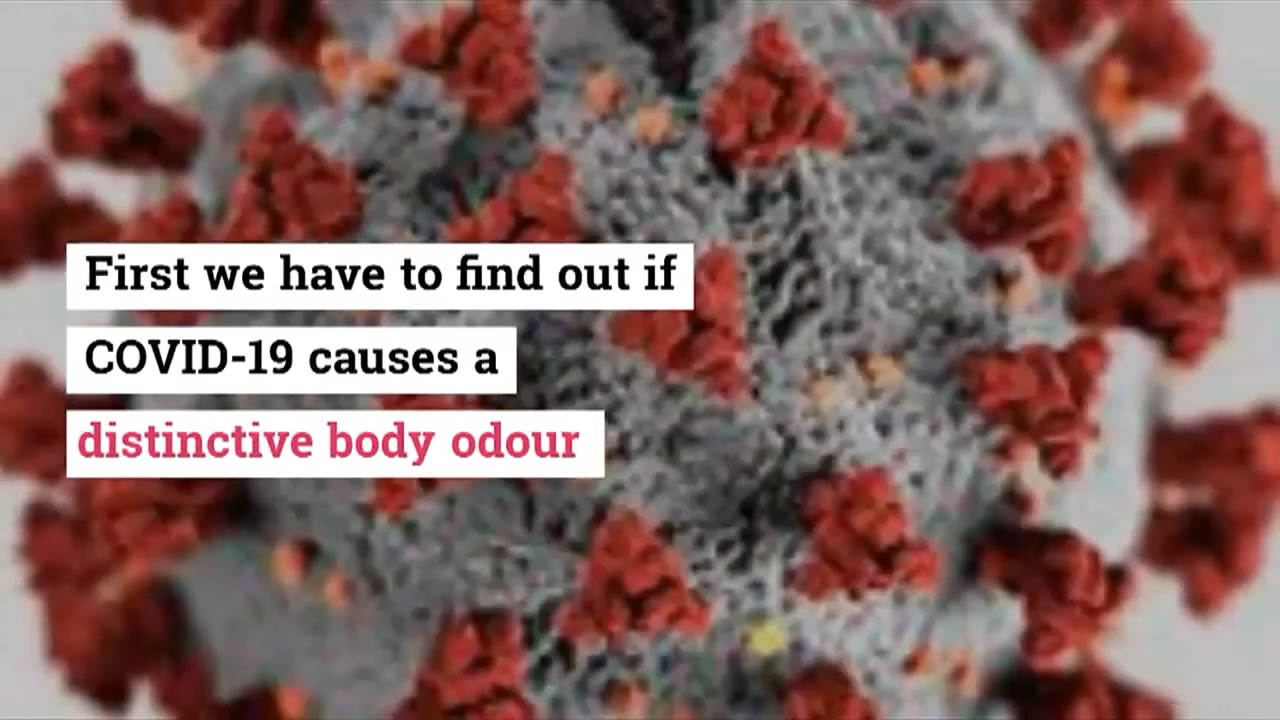 First we have to find out if
COVID-19 causes a
distinctive body odour